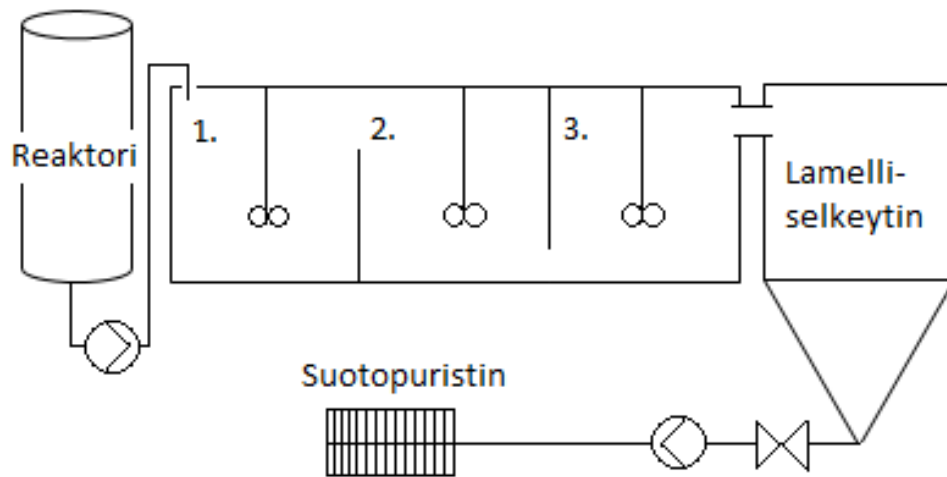 Reaktori
1.
2.
3.
Lamelli-
selkeytin
Suotopuristin